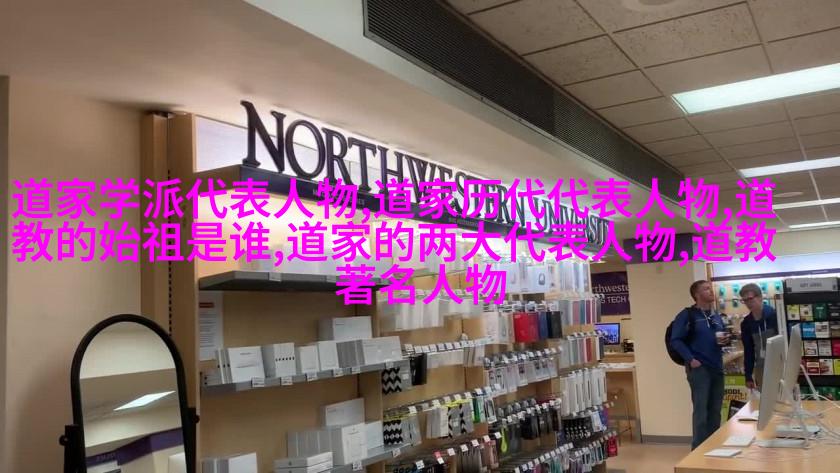 NORTHWESTERN UNIVERSITY
道家学派代表人物,道家历代代表人物,道
教的始祖是谁,道家的两大代表人物,道教
著名人物